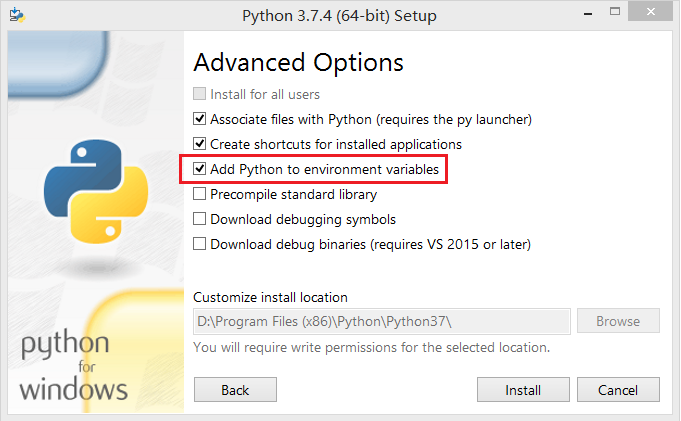 Python 3.7.4 (64-bit) Setup
Advanced Options
Install for all users
Associate files with Python (requires the py launcher)
Create shortcuts for installed applications
Add Python to environment variables
Precompile standard library
Download debugging symbols
Download debug binaries (requires VS 2015 or later)
Customize install location
D:\Program Files (x86)\Python\Python37\
Browse
You will require write permissions for the selected location.
python
for
windows
Back
Install
Cancel